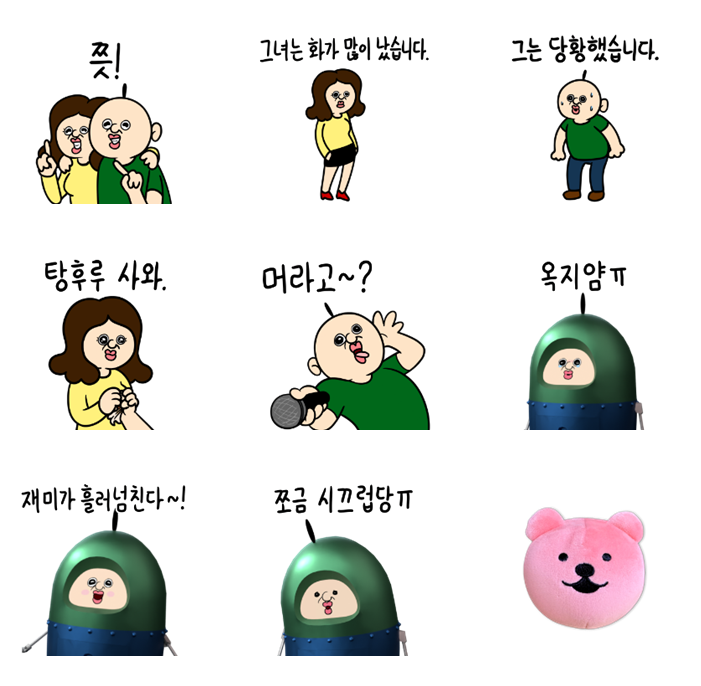 쯧!
그녀는 화가 많이 났습니다.
그는 당황했습니다.
탕후루 사와.
머라고~?
옥지얌ㅠ
재미가 흘러넘친다~!
쪼금 시끄럽당ㅠ